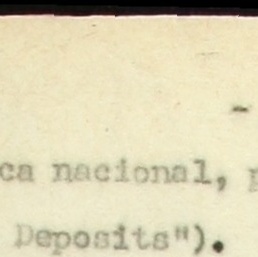 -
ca nacional, p
Deposits").